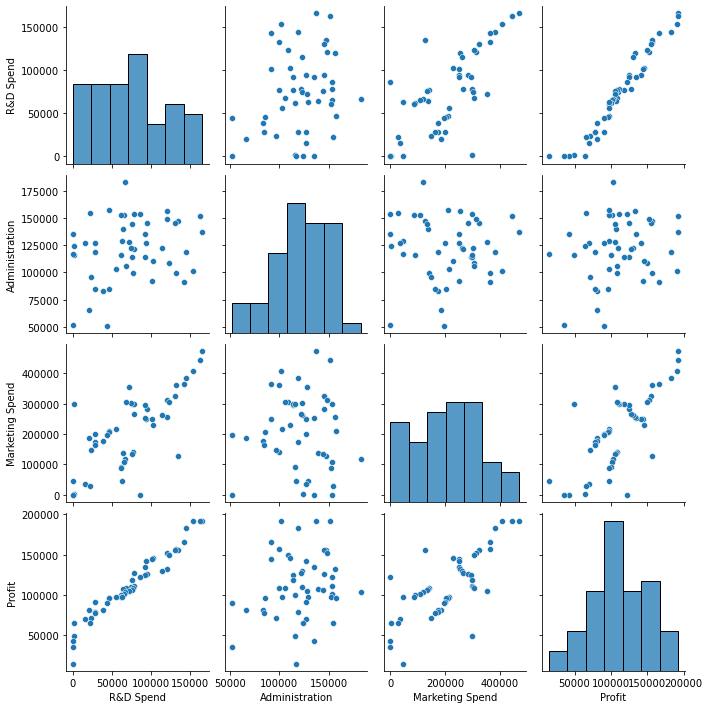 R&D Spend
150000
100000
50000
0
Administration
175000
150000
125000
100000
75000
50000
Marketing Spend
400000
300000
200000
100000
0
Profit
200000
150000
100000
50000
0 50000 100000 150000
50000 100000 150000
0 200000 400000
50000 100000 150000 200000
R&D Spend Administration Marketing Spend Profit